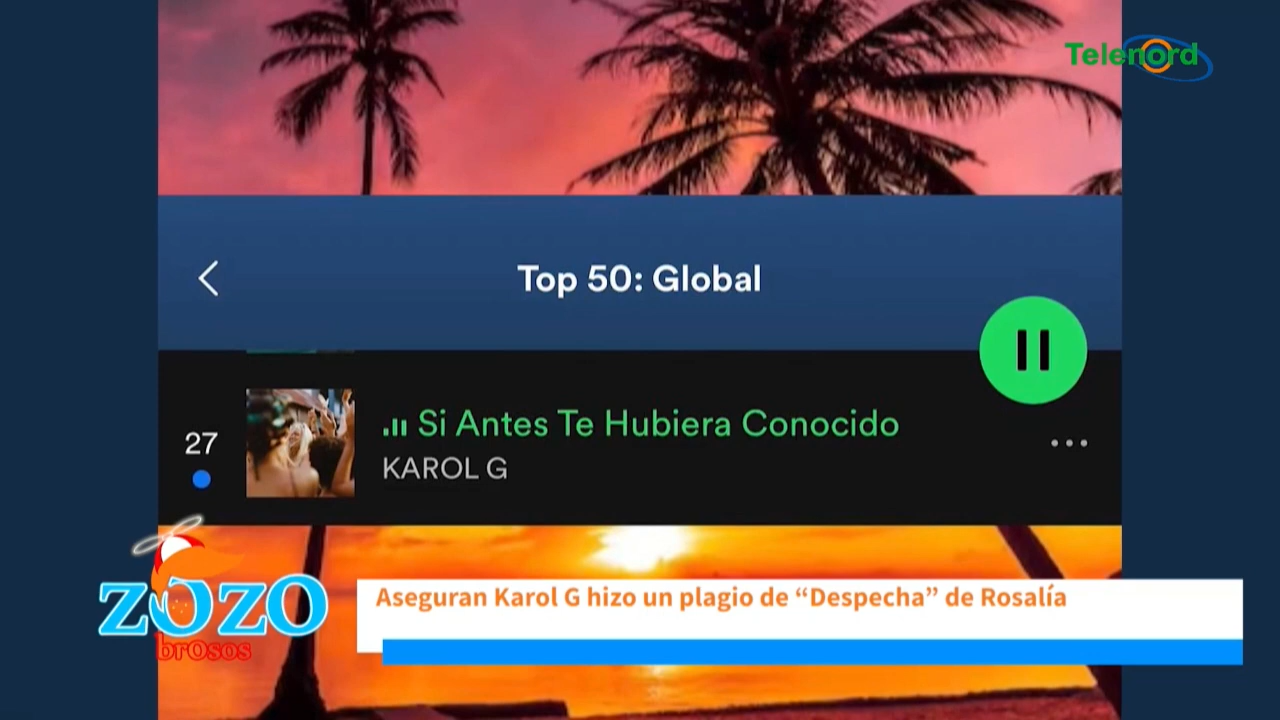 Telenord
Top 50: Global
27
Si Antes Te Hubiera Conocido
KAROL G
zozo
brosos
Aseguran Karol G hizo un plagio de “Despecha” de Rosalía